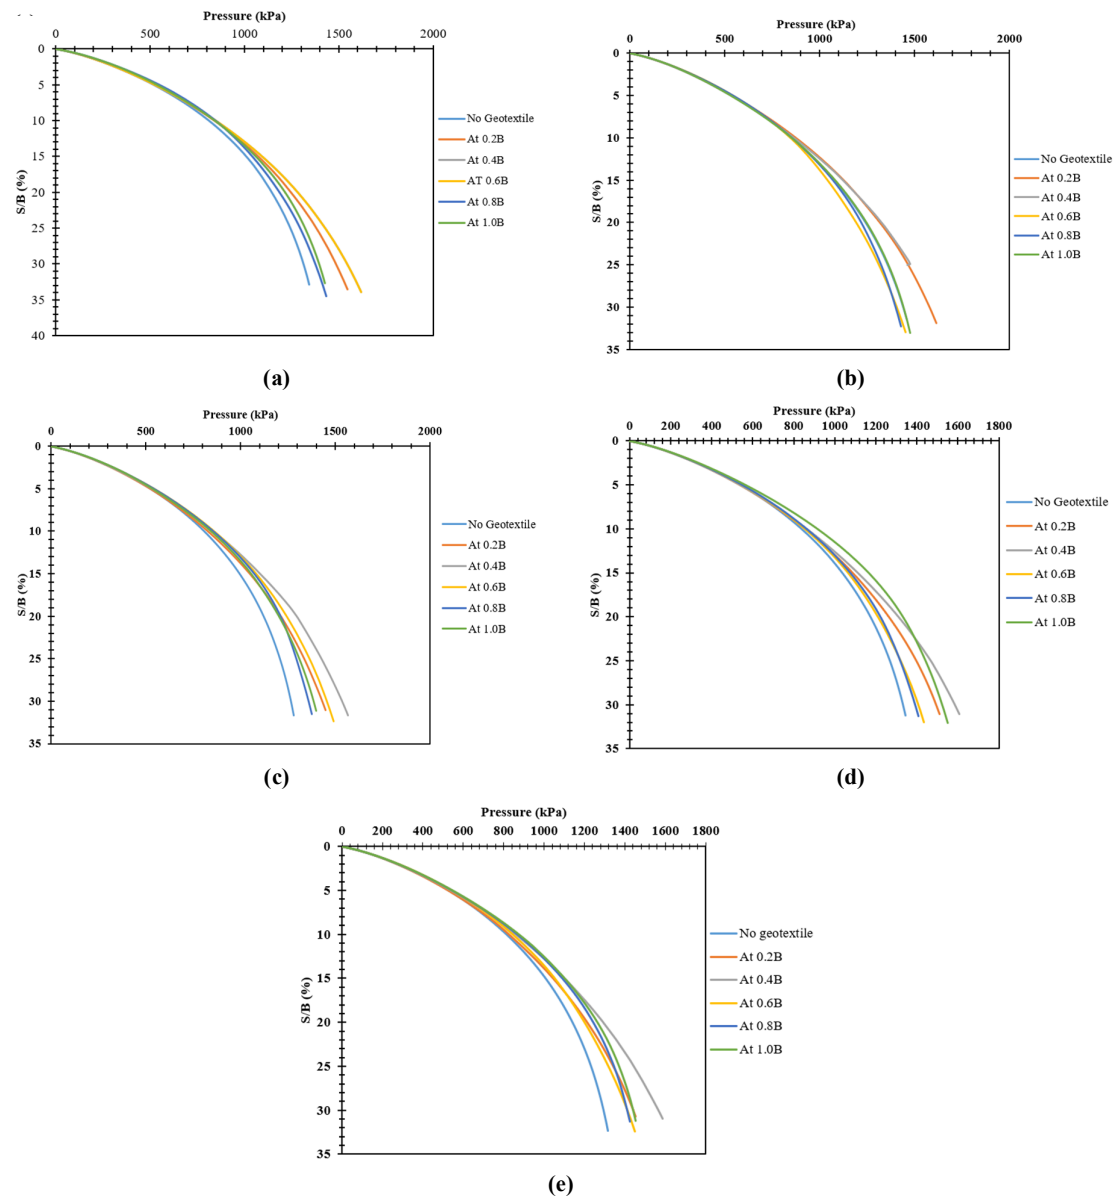 Pressure (kPa)
0 500 1000 1500 2000
0
5
10
15
20
25
30
35
40
S/B (%)
No Geotextile
At 0.2B
At 0.4B
AT 0.6B
At 0.8B
At 1.0B
(a)
Pressure (kPa)
0 500 1000 1500 2000
0
5
10
15
20
25
30
35
S/B (%)
No Geotextile
At 0.2B
At 0.4B
At 0.6B
At 0.8B
At 1.0B
(b)
Pressure (kPa)
0 500 1000 1500 2000
0
5
10
15
20
25
30
35
S/B (%)
No Geotextile
At 0.2B
At 0.4B
At 0.6B
At 0.8B
At 1.0B
(c)
Pressure (kPa)
0 200 400 600 800 1000 1200 1400 1600 1800
0
5
10
15
20
25
30
35
S/B (%)
No Geotextile
At 0.2B
At 0.4B
At 0.6B
At 0.8B
At 1.0B
(d)
Pressure (kPa)
0 200 400 600 800 1000 1200 1400 1600 1800
0
5
10
15
20
25
30
35
S/B (%)
No geotextile
At 0.2B
At 0.4B
At 0.6B
At 0.8B
At 1.0B
(e)